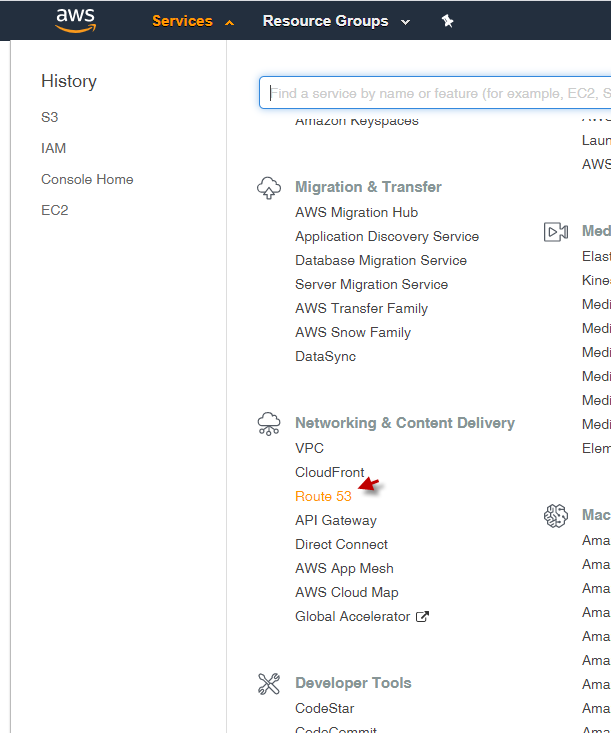 aws
Services
Resource Groups
History
S3
IAM
Console Home
EC2
Find a service by name or feature (for example, EC2, S
Amazon Keyspaces
Migration & Transfer
AWS Migration Hub
Application Discovery Service
Database Migration Service
Server Migration Service
AWS Transfer Family
AWS Snow Family
DataSync
Networking & Content Delivery
VPC
CloudFront
Route 53
API Gateway
Direct Connect
AWS App Mesh
AWS Cloud Map
Global Accelerator
Developer Tools
CodeStar
CodeCommit
AWS
Laun
AWS
Med
Elast
Kine
Medi
Medi
Medi
Medi
Medi
Medi
Elem
Mac
Ama
Ama
Ama
Ama
Ama
Ama
Ama
Ama
Ama